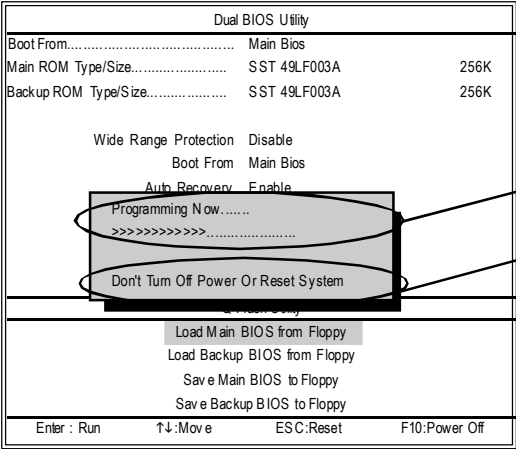 Dual BIOS Utility
Boot From...................................... Main Bios
Main ROM Type/Size...................... SST 49LF003A 256K
Backup ROM Type/Size.................. SST 49LF003A 256K
Wide Range Protection Disable
Boot From Main Bios
Auto Recovery Enable
Programming Now.......
>>>>>>>>>>>>>......................
Don't Turn Off Power Or Reset System
Utility
Load Main BIOS from Floppy
Load Backup BIOS from Floppy
Save Main BIOS to Floppy
Save Backup BIOS to Floppy
Enter : Run ↑↓:Move ESC:Reset F10:Power Off